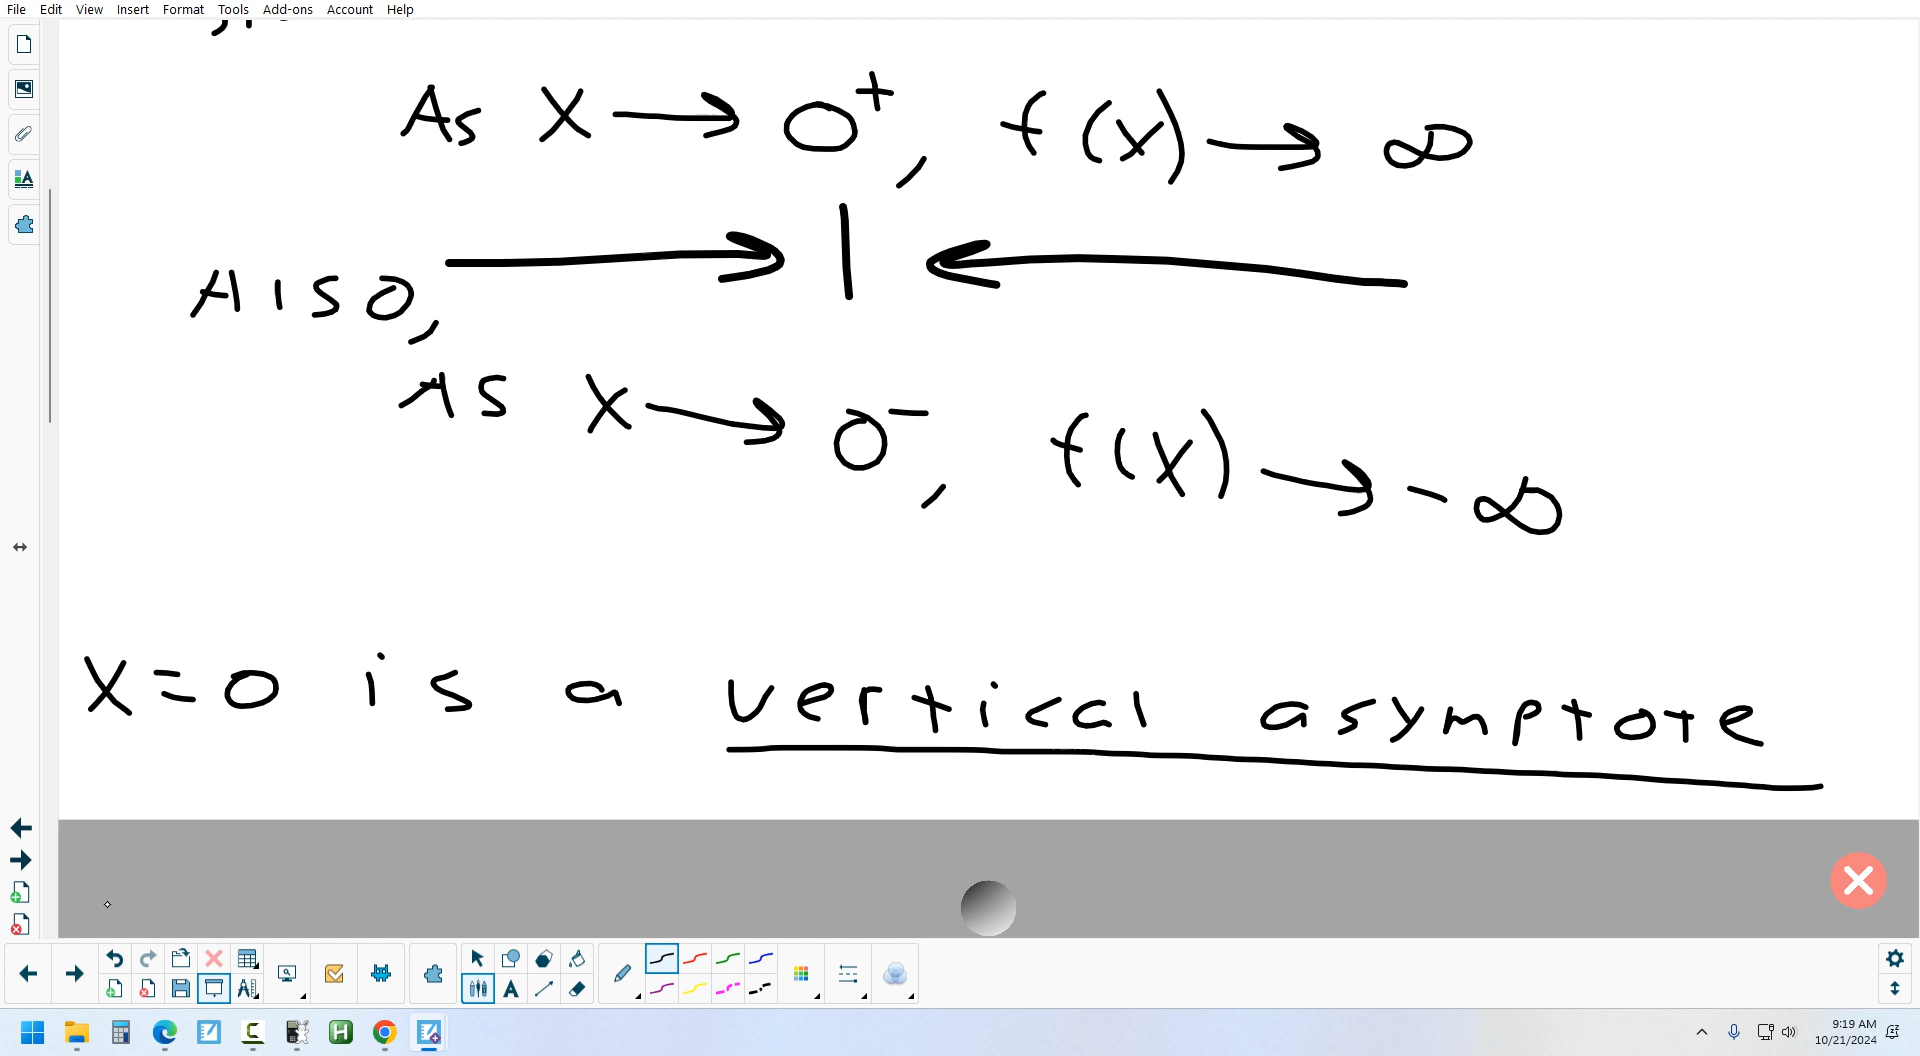 File Edit View Insert Format Tools Add-ons Account Help
As X → 0⁺, f(x) → ∞
Also,
As X → 0⁻, f(x) → -∞
X = 0 is a vertical asymptote
9:19 AM
10/21/2024